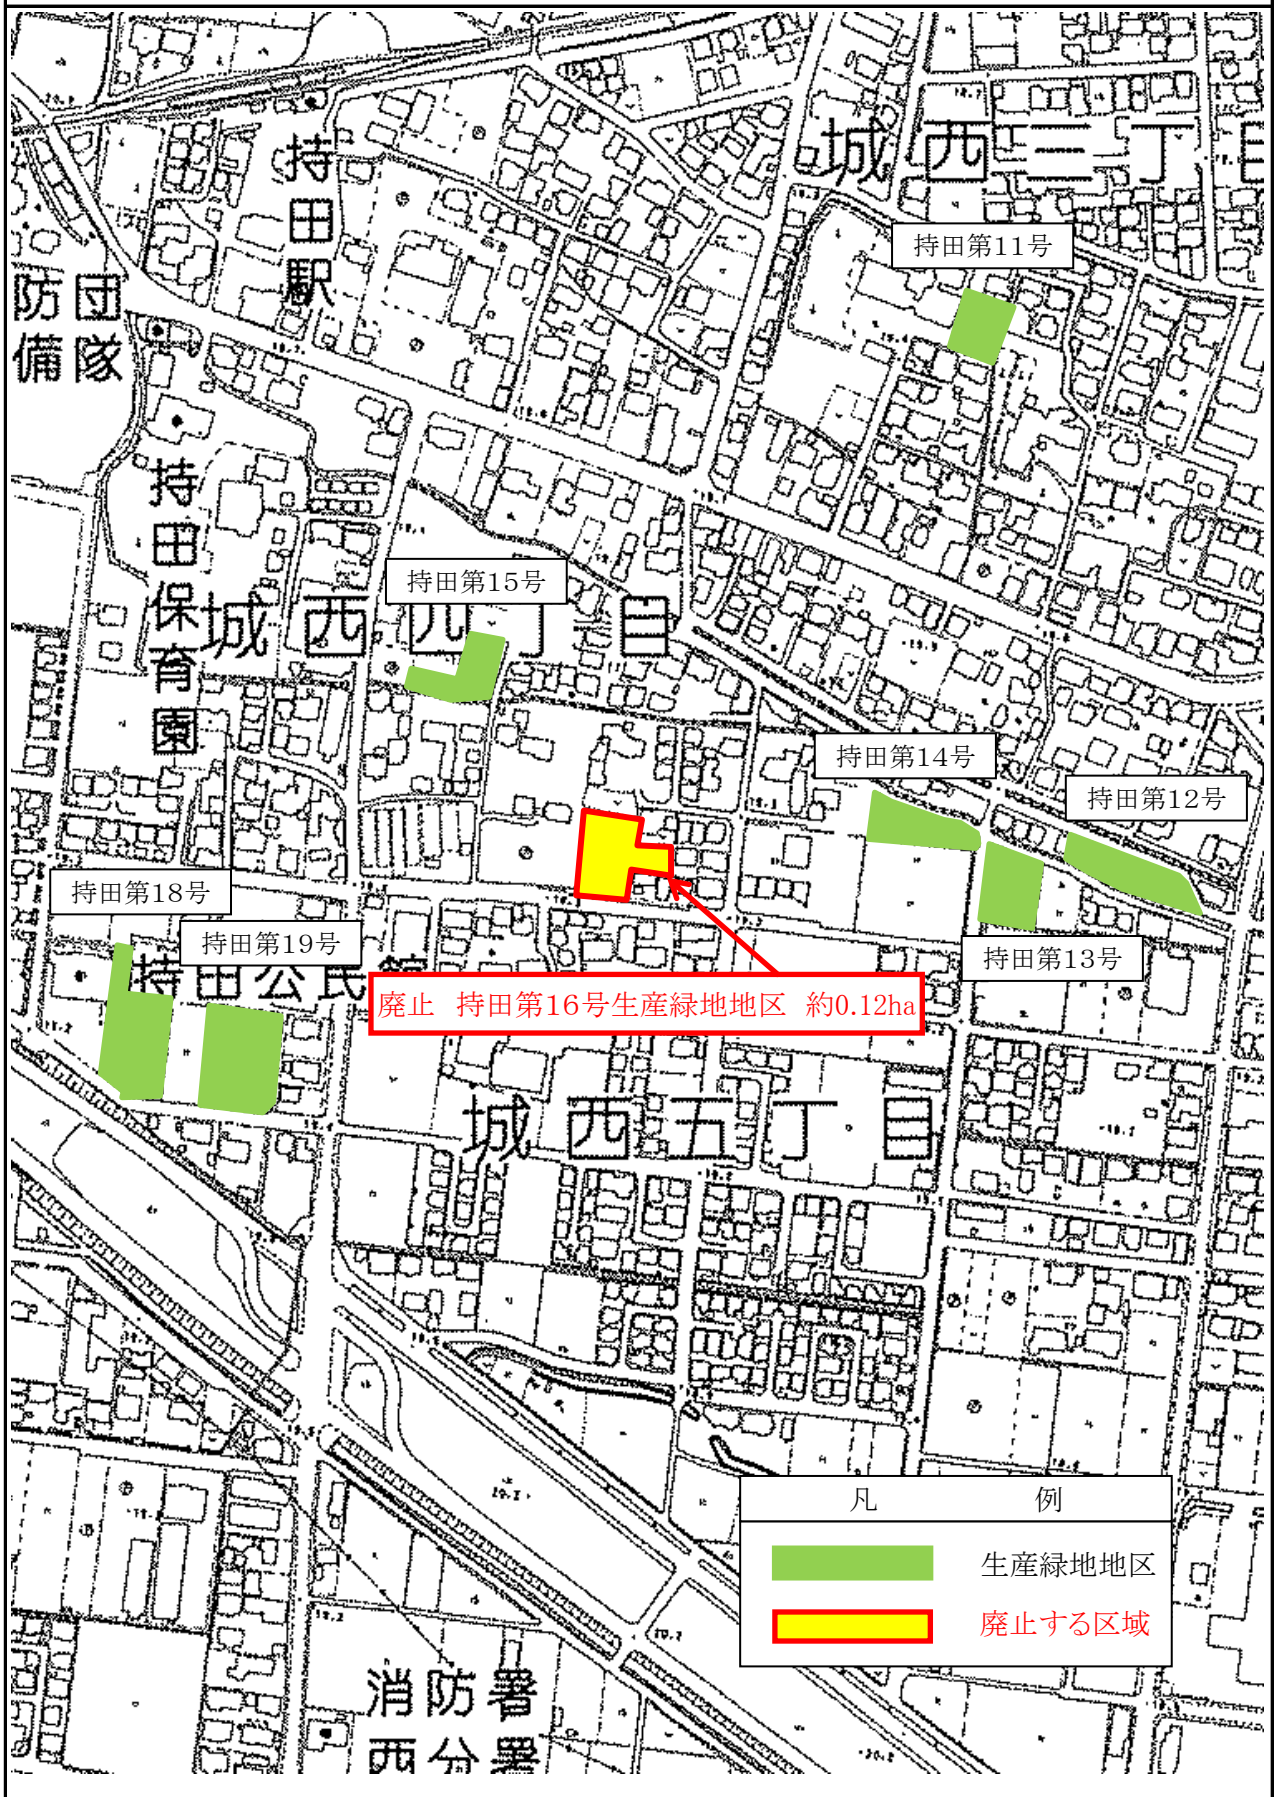 城西三丁目
持田駅
持田第11号
防団
備隊
持田保育園
持田第15号
城西四丁目
持田第14号
持田第12号
持田第18号
持田第19号
持田第13号
持田公民館
廃止 持田第16号生産緑地地区 約0.12ha
城西五丁目
凡 例
生産緑地地区
廃止する区域
消防署
西分署